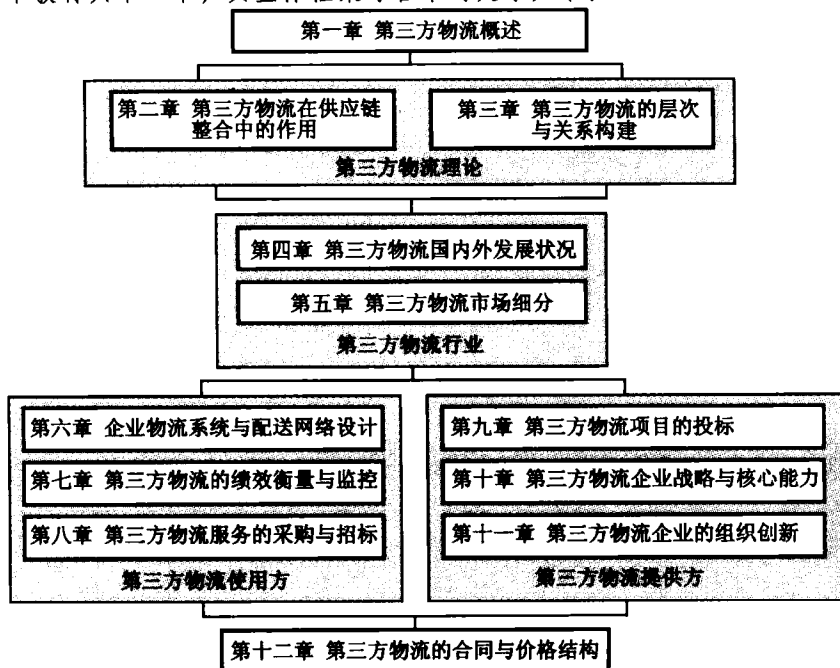 第一章 第三方物流概述
第二章 第三方物流在供应链
整合中的作用
第三章 第三方物流的层次
与关系构建
第三方物流理论
第四章 第三方物流国内外发展状况
第五章 第三方物流市场细分
第三方物流行业
第六章 企业物流系统与配送网络设计
第七章 第三方物流的绩效衡量与监控
第八章 第三方物流服务的采购与招标
第三方物流使用方
第九章 第三方物流项目的投标
第十章 第三方物流企业战略与核心能力
第十一章 第三方物流企业的组织创新
第三方物流提供方
第十二章 第三方物流的合同与价格结构